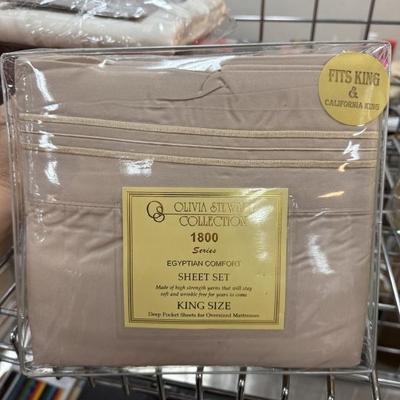 FITS KING
&
CALIFORNIA KING
OS
OLIVIA STEWART
COLLECTION
1800
Series
EGYPTIAN COMFORT
SHEET SET
Made of high strength yarns that will stay
soft and wrinkle free for years to come
KING SIZE
Deep Pocket Sheets for Oversized Mattresses